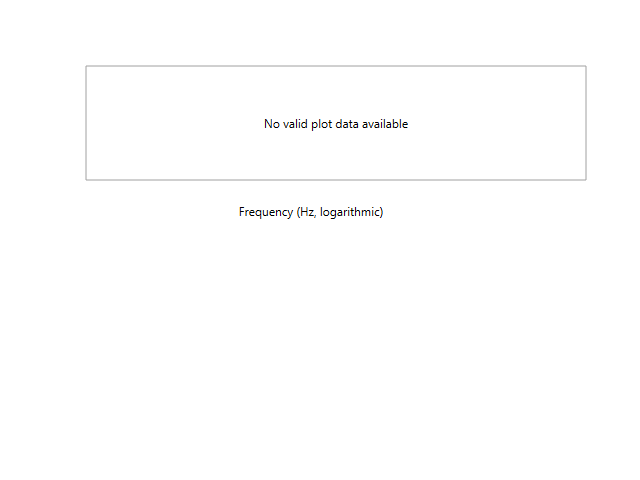 No valid plot data available
Frequency (Hz, logarithmic)